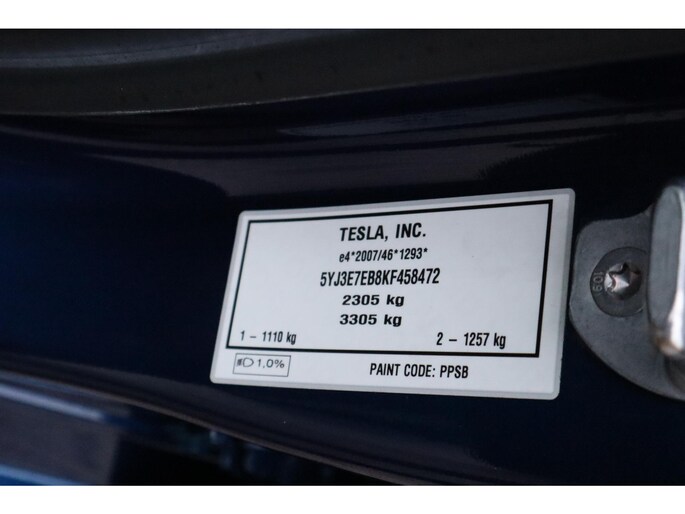 TESLA, INC.
e4*2007/46*1293*
5YJ3E7EB8KF458472
2305 kg
3305 kg
1 - 1110 kg 2 - 1257 kg
1,0% PAINT CODE: PPSB
109